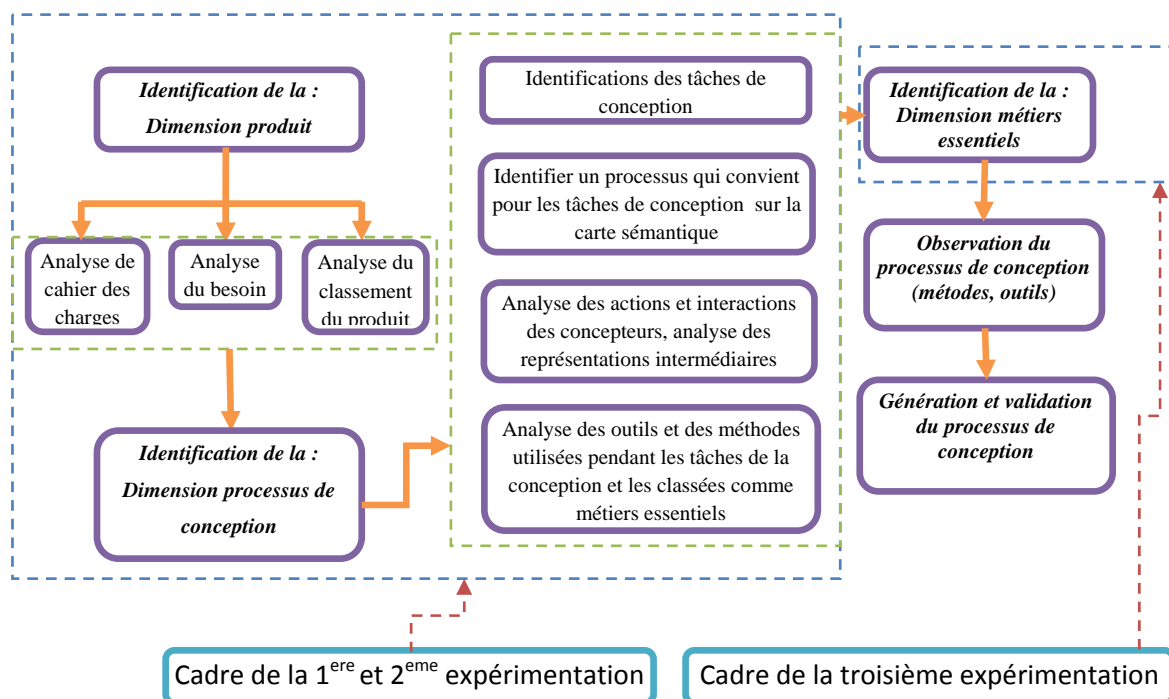 Identification de la :
Dimension produit
Analyse de
cahier des
charges
Analyse
du besoin
Analyse du
classement
du produit
Identification de la :
Dimension processus de
conception
Identifications des tâches de
conception
Identifier un processus qui convient
pour les tâches de conception sur la
carte sémantique
Analyse des actions et interactions
des concepteurs, analyse des
représentations intermédiaires
Analyse des outils et des méthodes
utilisées pendant les tâches de la
conception et les classées comme
métiers essentiels
Identification de la :
Dimension métiers
essentiels
Observation du
processus de conception
(métodes, outils)
Génération et validation
du processus de
conception
Cadre de la 1ere et 2eme expérimentation
Cadre de la troisième expérimentation